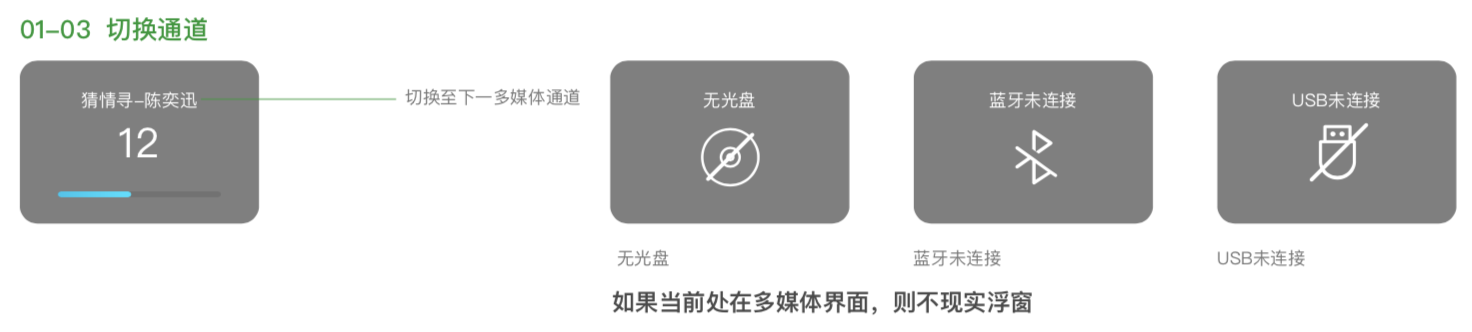 01-03 切换通道
猜情寻-陈奕迅
12
切换至下一多媒体通道
无光盘
蓝牙未连接
USB未连接
无光盘
蓝牙未连接
USB未连接
如果当前处在多媒体界面，则不现实浮窗